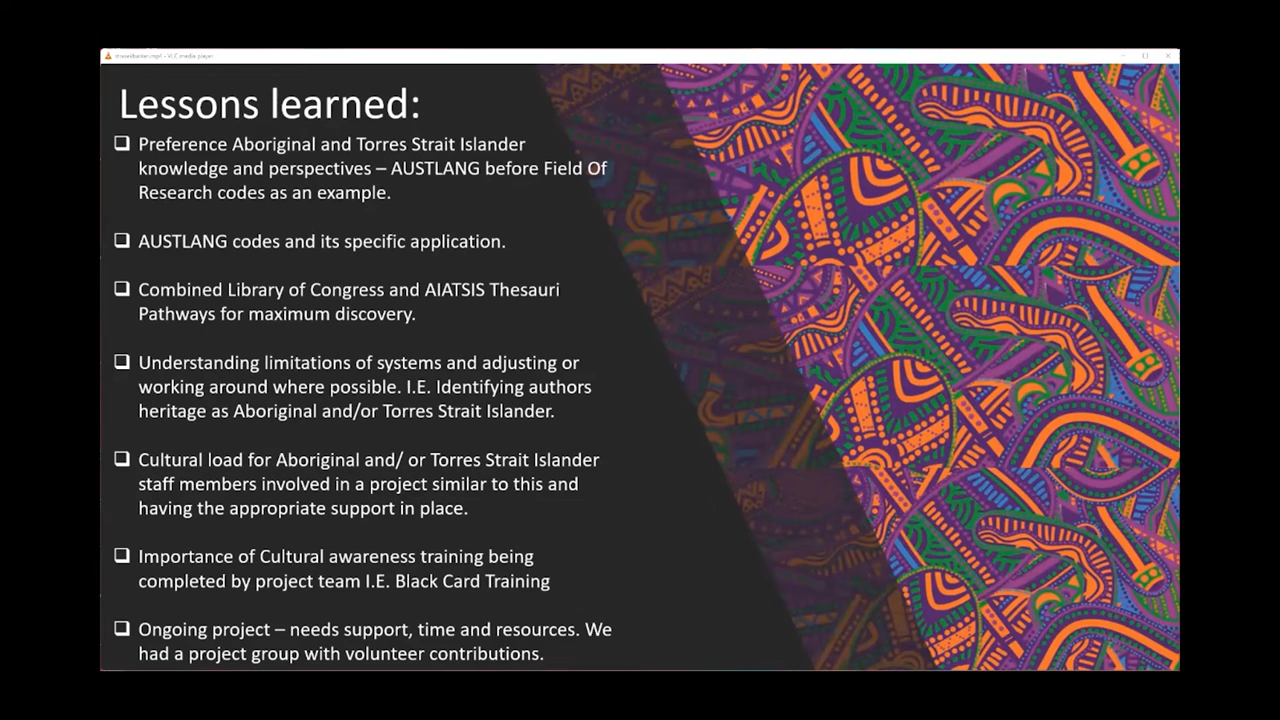 Lessons learned:
Preference Aboriginal and Torres Strait Islander
knowledge and perspectives – AUSTLANG before Field Of
Research codes as an example.
AUSTLANG codes and its specific application.
Combined Library of Congress and AIATSIS Thesauri
Pathways for maximum discovery.
Understanding limitations of systems and adjusting or
working around where possible. I.E. Identifying authors
heritage as Aboriginal and/or Torres Strait Islander.
Cultural load for Aboriginal and/ or Torres Strait Islander
staff members involved in a project similar to this and
having the appropriate support in place.
Importance of Cultural awareness training being
completed by project team I.E. Black Card Training
Ongoing project – needs support, time and resources. We
had a project group with volunteer contributions.